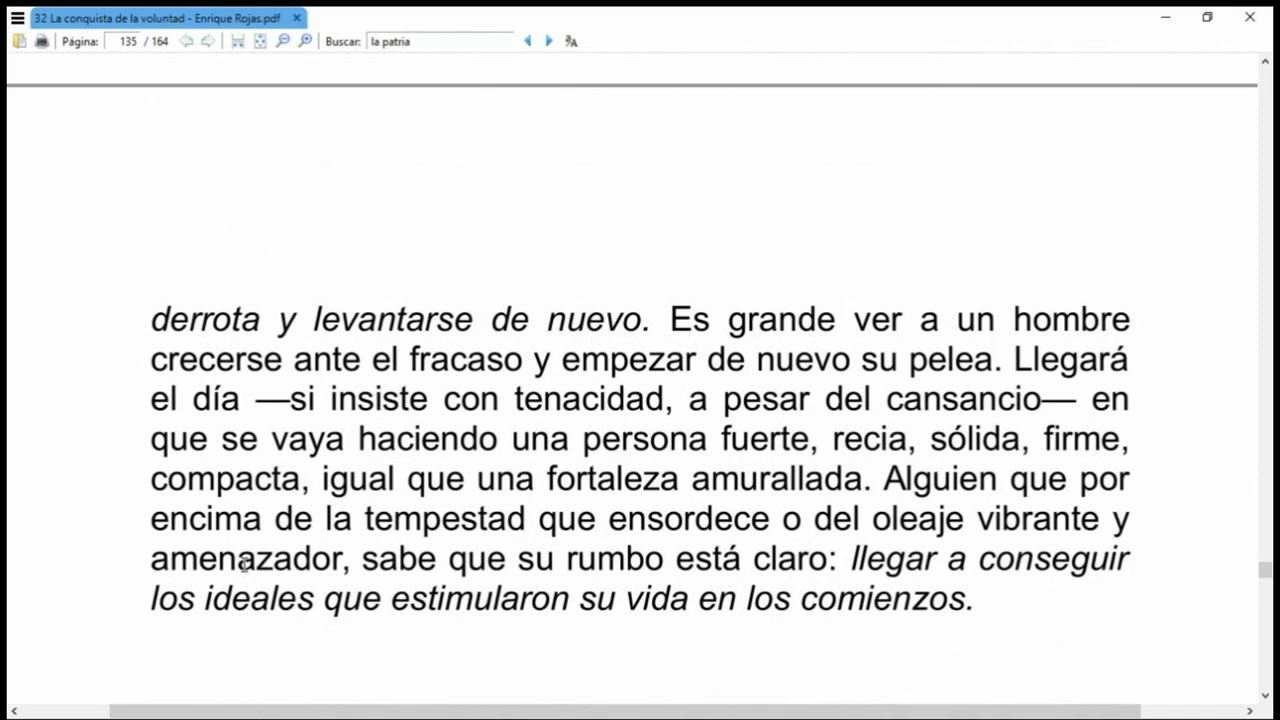 32 La conquista de la voluntad - Enrique Rojas.pdf
Página: 135 / 164 Buscar: la patria
derrota y levantarse de nuevo. Es grande ver a un hombre
crecerse ante el fracaso y empezar de nuevo su pelea. Llegará
el día —si insiste con tenacidad, a pesar del cansancio— en
que se vaya haciendo una persona fuerte, recia, sólida, firme,
compacta, igual que una fortaleza amurallada. Alguien que por
encima de la tempestad que ensordece o del oleaje vibrante y
amenazador, sabe que su rumbo está claro: llegar a conseguir
los ideales que estimularon su vida en los comienzos.